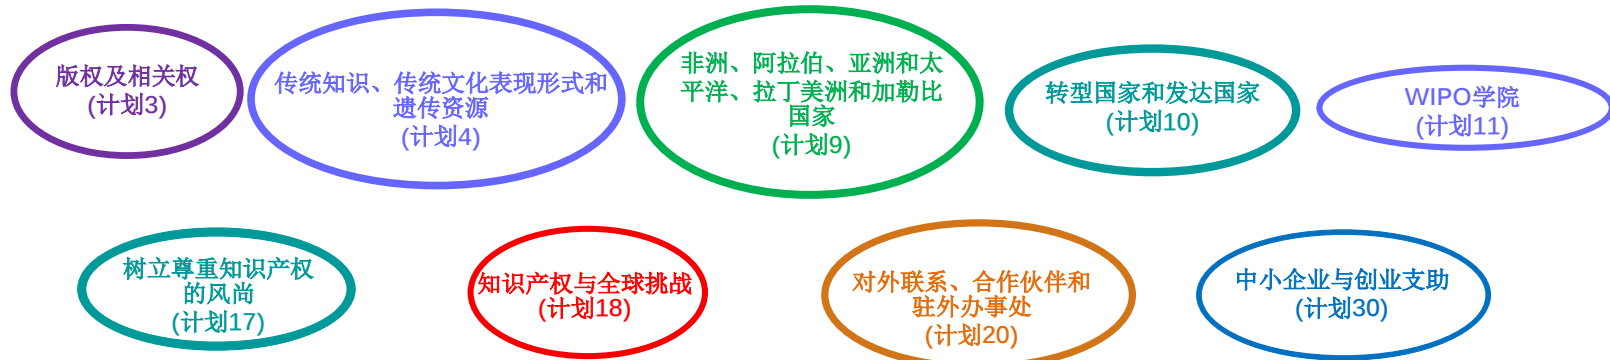 版权及相关权
(计划3)
传统知识、传统文化表现形式和
遗传资源
(计划4)
非洲、阿拉伯、亚洲和太
平洋、拉丁美洲和加勒比
国家
(计划9)
转型国家和发达国家
(计划10)
WIPO学院
(计划11)
树立尊重知识产权
的风尚
(计划17)
知识产权与全球挑战
(计划18)
对外联系、合作伙伴和
驻外办事处
(计划20)
中小企业与创业支助
(计划30)